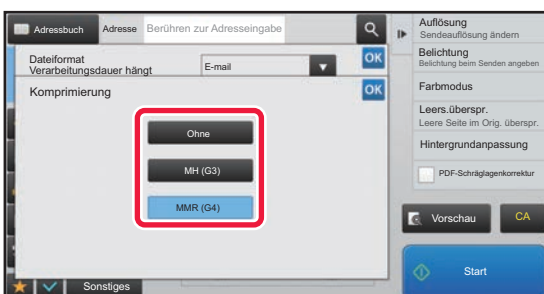 Adressbuch
Adresse
Berühren zur Adresseingabe
Dateiformat
Verarbeitungsdauer hängt
E-mail
OK
Komprimierung
OK
Ohne
MH (G3)
MMR (G4)
Sonstiges
Auflösung
Sendeauflösung ändern
Belichtung
Belichtung beim Senden angeben
Farbmodus
Leers.überspr.
Leere Seite im Orig. überspr.
Hintergrundanpassung
PDF-Schräglagenkorrektur
Vorschau
CA
Start